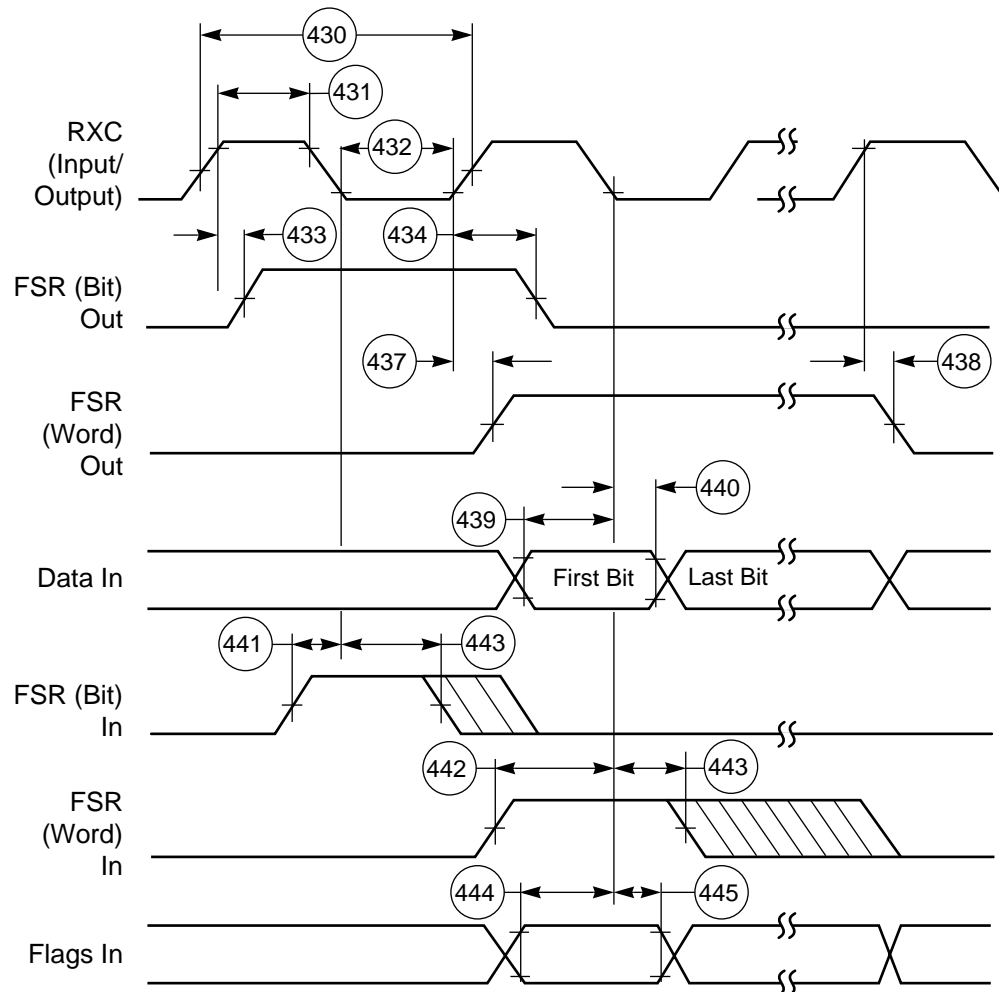 430
431
RXC
(Input/
Output)
432
433
434
FSR (Bit)
Out
437
438
FSR
(Word)
Out
439
440
Data In
First Bit
Last Bit
441
443
FSR (Bit)
In
442
443
FSR
(Word)
In
444
445
Flags In